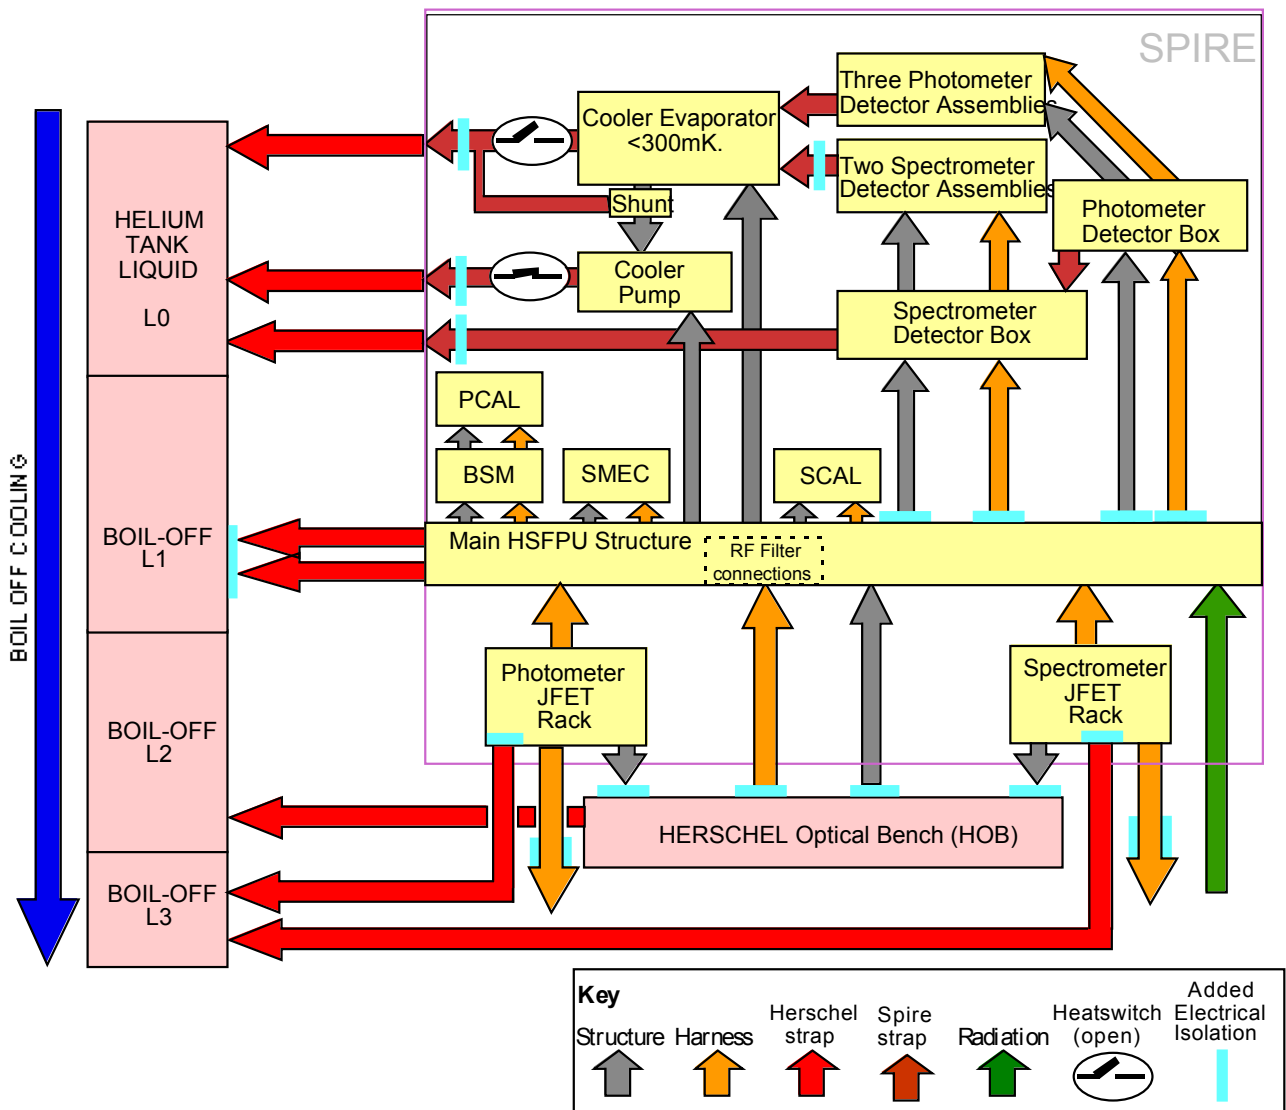 SPIRE
Three Photometer
Detector Assemblies
Cooler Evaporator
<300mK.
Two Spectrometer
Detector Assemblies
Shunt
Photometer
Detector Box
HELIUM
TANK
LIQUID
L0
Cooler
Pump
Spectrometer
Detector Box
PCAL
BSM
SMEC
SCAL
BOIL OFF COOLING
BOIL-OFF
L1
Main HSFPU Structure
RF Filter
connections
Photometer
JFET
Rack
Spectrometer
JFET
Rack
BOIL-OFF
L2
HERSCHEL Optical Bench (HOB)
BOIL-OFF
L3
Key
Structure
Harness
Herschel
strap
Spire
strap
Radiation
Heatswitch
(open)
Added
Electrical
Isolation